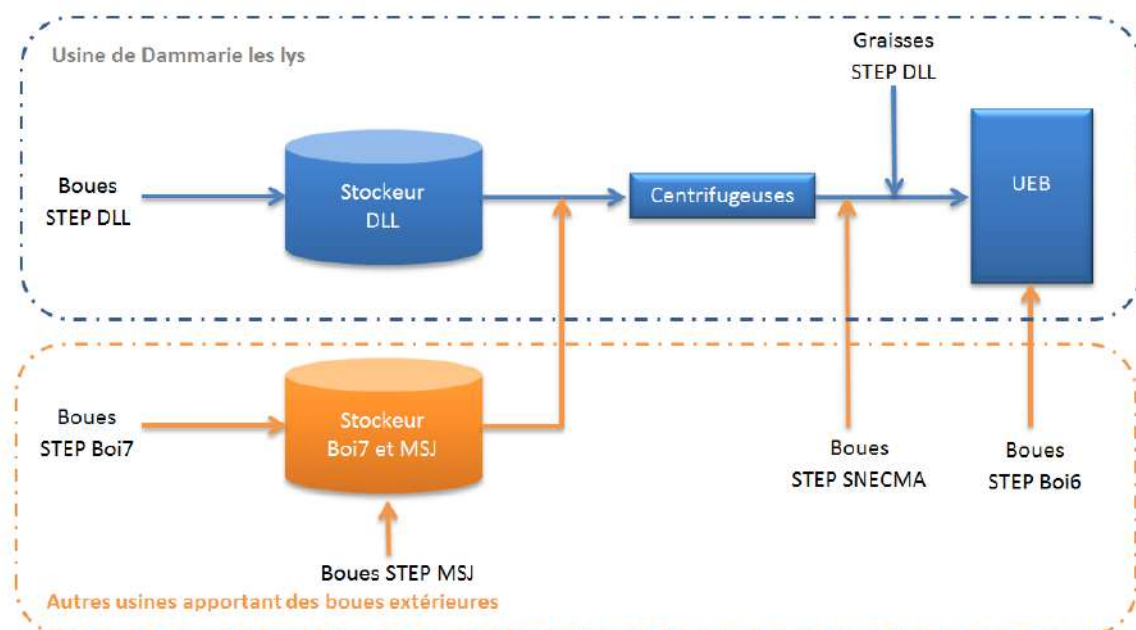 Usine de Dammarie les lys
Graisses
STEP DLL
Boues
STEP DLL
Stockeur
DLL
Centrifugeuses
UEB
Boues
STEP Boi7
Stockeur
Boi7 et MSJ
Boues
STEP SNECMA
Boues
STEP Boi6
Boues STEP MSJ
Autres usines apportant des boues extérieures